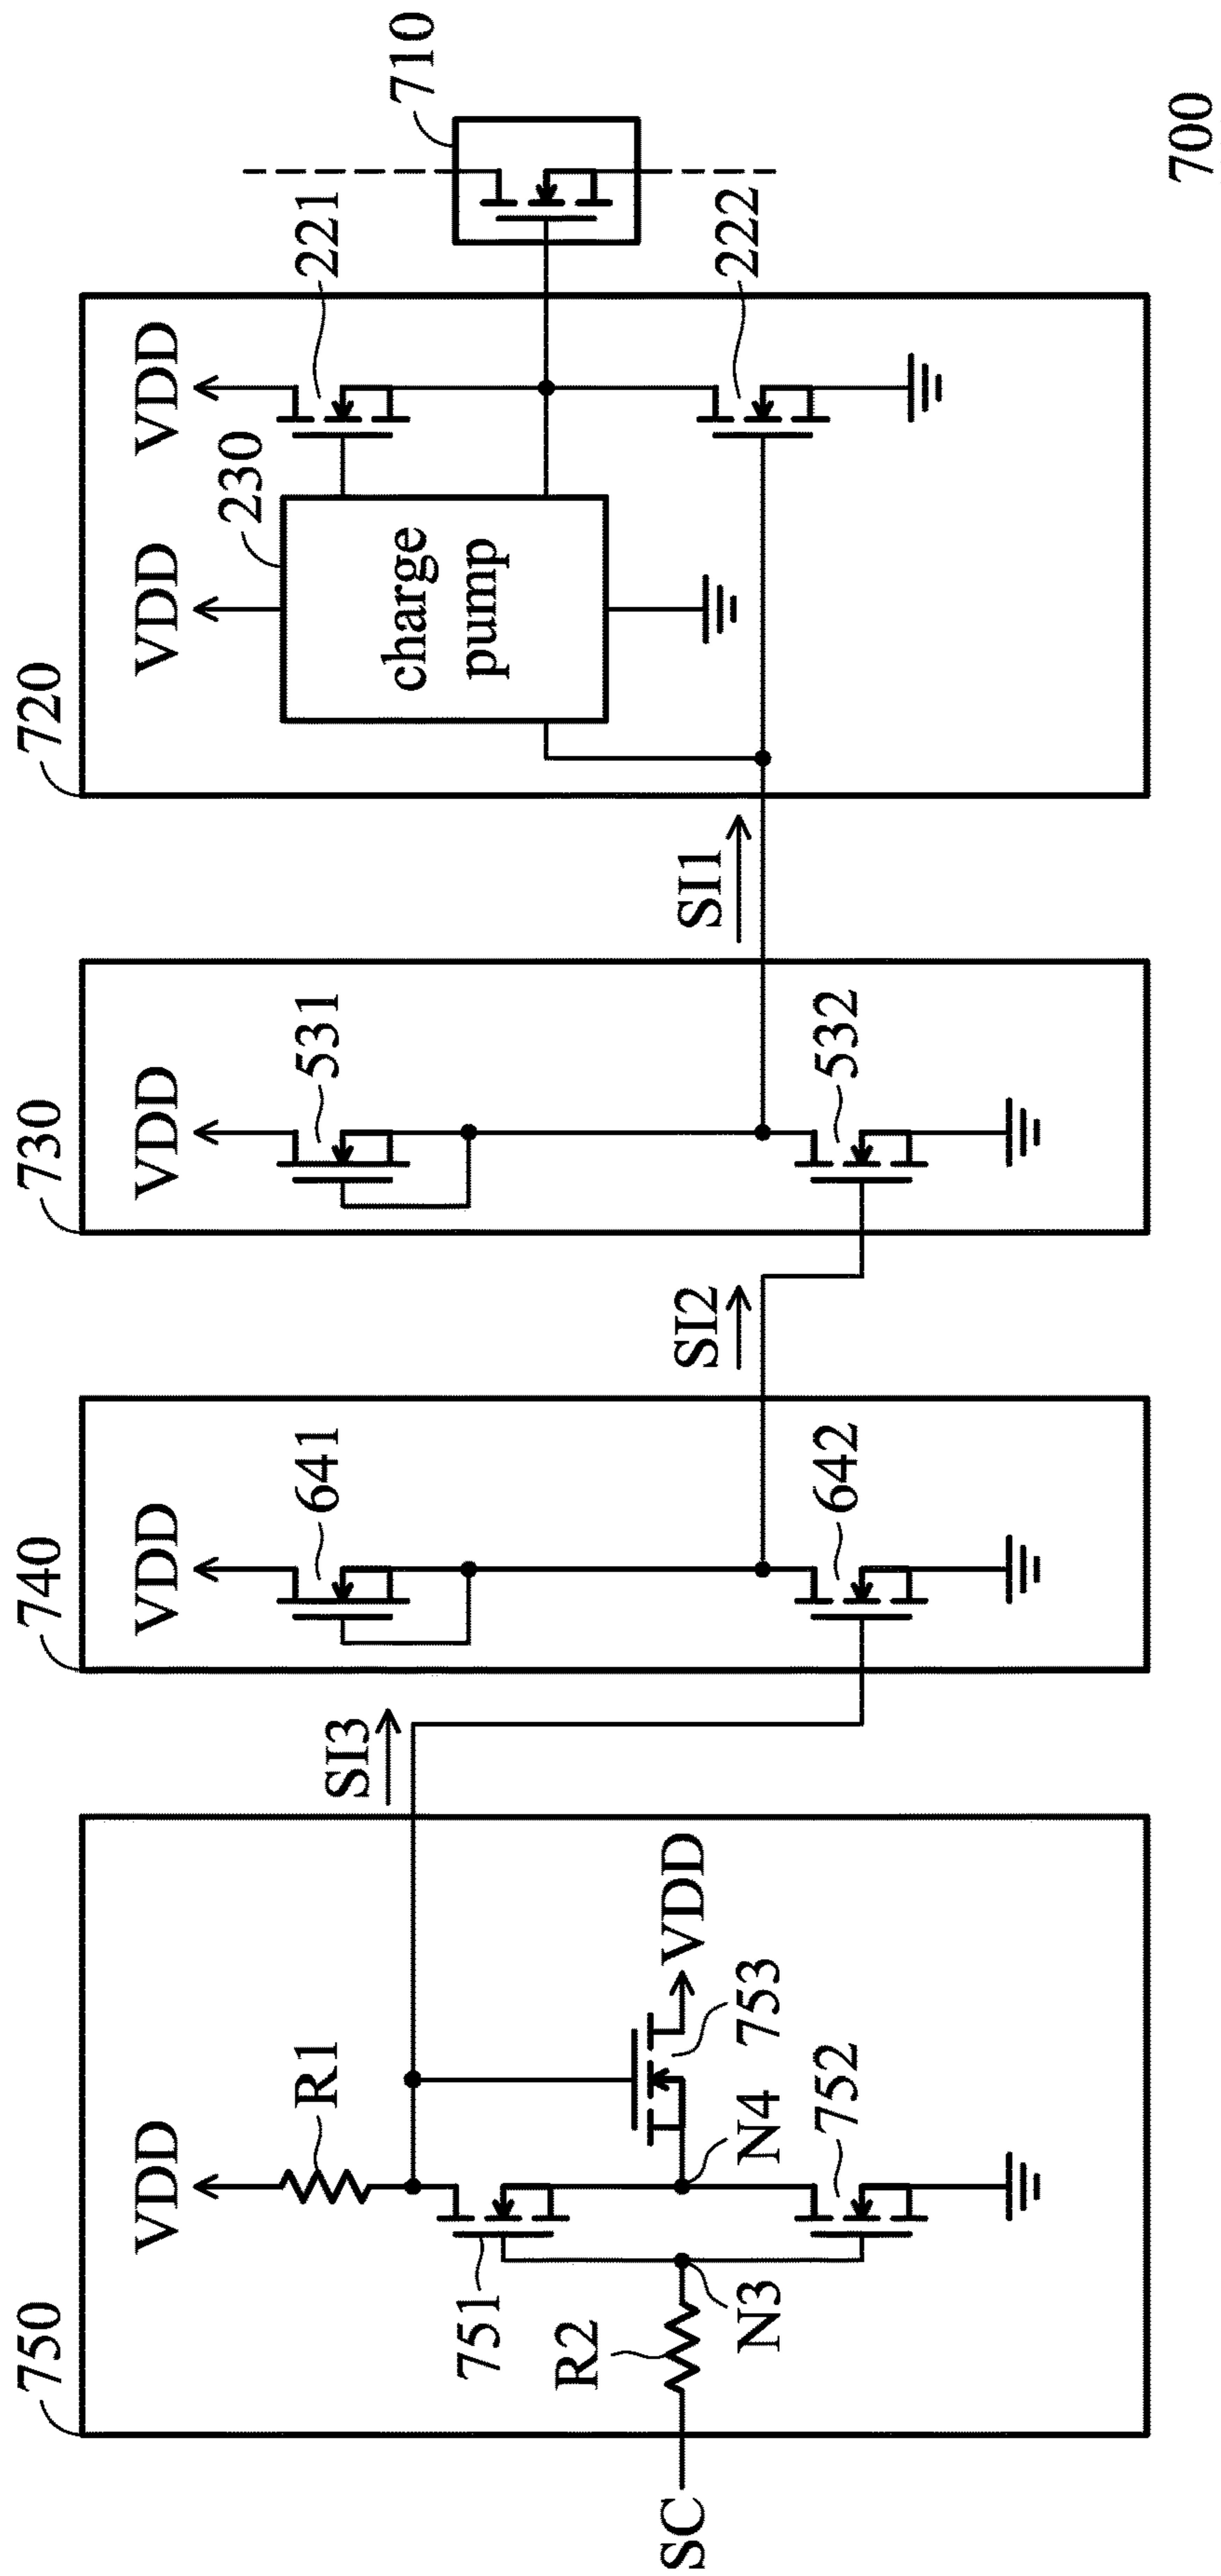 750
740
730
720
710
VDD
VDD
VDD
VDD
VDD
R1
641
531
230
221
SI3
charge
pump
751
753
VDD
R2
N3
N4
752
SC
SI2
SI1
642
532
222
700